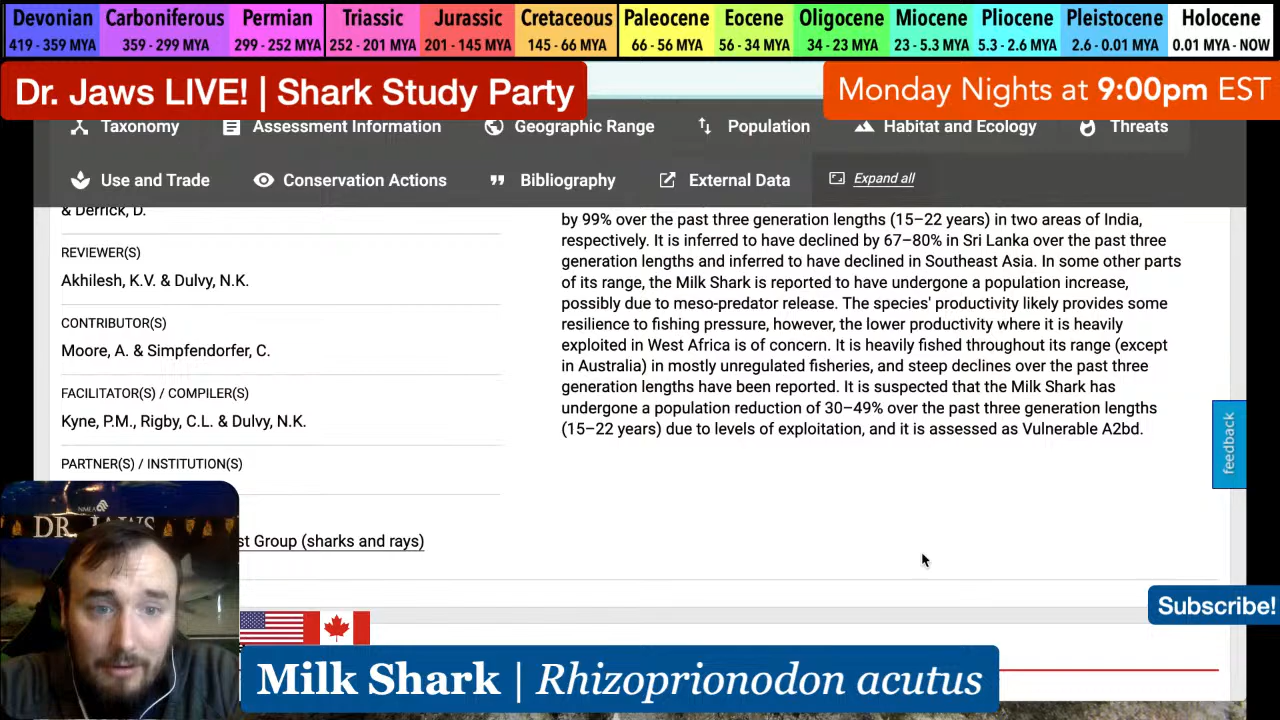 Devonian Carboniferous Permian Triassic Jurassic Cretaceous Paleocene Eocene Oligocene Miocene Pliocene Pleistocene Holocene
419 - 359 MYA 359 - 299 MYA 299 - 252 MYA 252 - 201 MYA 201 - 145 MYA 145 - 66 MYA 66 - 56 MYA 56 - 34 MYA 34 - 23 MYA 23 - 5.3 MYA 5.3 - 2.6 MYA 2.6 - 0.01 MYA 0.01 MYA - NOW
Dr. Jaws LIVE! | Shark Study Party
Monday Nights at 9:00pm EST
Taxonomy Assessment Information Geographic Range Population Habitat and Ecology Threats
Use and Trade Conservation Actions Bibliography External Data Expand all
& Derrick, D.
REVIEWER(S)
Akhilesh, K.V. & Dulvy, N.K.
CONTRIBUTOR(S)
Moore, A. & Simpfendorfer, C.
FACILITATOR(S) / COMPILER(S)
Kyne, P.M., Rigby, C.L. & Dulvy, N.K.
PARTNER(S) / INSTITUTION(S)
st Group (sharks and rays)
by 99% over the past three generation lengths (15–22 years) in two areas of India,
respectively. It is inferred to have declined by 67–80% in Sri Lanka over the past three
generation lengths and inferred to have declined in Southeast Asia. In some other parts
of its range, the Milk Shark is reported to have undergone a population increase,
possibly due to meso-predator release. The species' productivity likely provides some
resilience to fishing pressure, however, the lower productivity where it is heavily
exploited in West Africa is of concern. It is heavily fished throughout its range (except
in Australia) in mostly unregulated fisheries, and steep declines over the past three
generation lengths have been reported. It is suspected that the Milk Shark has
undergone a population reduction of 30–49% over the past three generation lengths
(15–22 years) due to levels of exploitation, and it is assessed as Vulnerable A2bd.
feedback
NMEA
DR. JAWS
Subscribe!
Milk Shark | Rhizoprionodon acutus